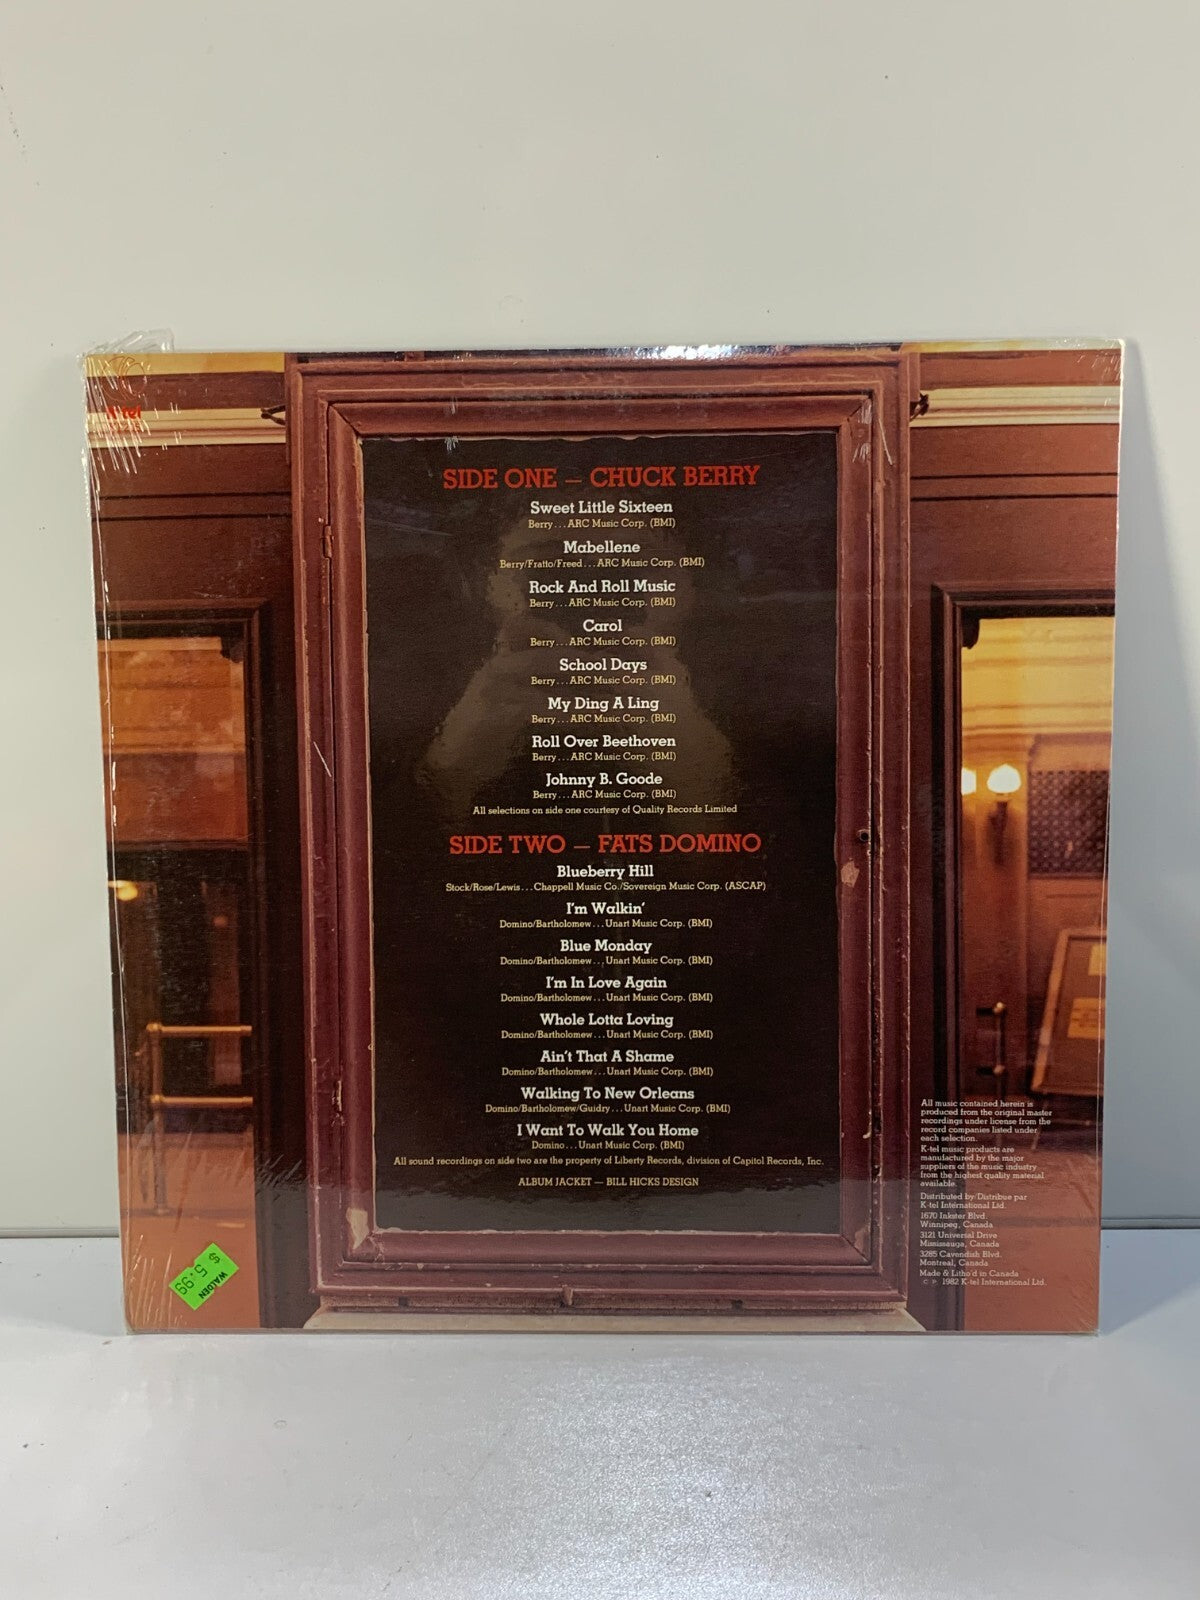 k-tel
SIDE ONE — CHUCK BERRY
Sweet Little Sixteen
Berry...ARC Music Corp. (BMI)
Mabellene
Berry/Fratto/Freed...ARC Music Corp. (BMI)
Rock And Roll Music
Berry...ARC Music Corp. (BMI)
Carol
Berry...ARC Music Corp. (BMI)
School Days
Berry...ARC Music Corp. (BMI)
My Ding A Ling
Berry...ARC Music Corp. (BMI)
Roll Over Beethoven
Berry...ARC Music Corp. (BMI)
Johnny B. Goode
Berry...ARC Music Corp. (BMI)
All selections on side one courtesy of Quality Records Limited
SIDE TWO — FATS DOMINO
Blueberry Hill
Stock/Rose/Lewis...Chappell Music Co./Sovereign Music Corp. (ASCAP)
I'm Walkin'
Domino/Bartholomew...Unart Music Corp. (BMI)
Blue Monday
Domino/Bartholomew...Unart Music Corp. (BMI)
I'm In Love Again
Domino/Bartholomew...Unart Music Corp. (BMI)
Whole Lotta Loving
Domino/Bartholomew...Unart Music Corp. (BMI)
Ain't That A Shame
Domino/Bartholomew...Unart Music Corp. (BMI)
Walking To New Orleans
Domino/Bartholomew/Guidry...Unart Music Corp. (BMI)
I Want To Walk You Home
Domino...Unart Music Corp. (BMI)
All sound recordings on side two are the property of Liberty Records, division of Capitol Records, Inc.
ALBUM JACKET — BILL HICKS DESIGN
All music contained herein is
produced from the original master
recordings under license from the
record companies listed under
each selection.
K-tel music products are
manufactured by the major
suppliers of the music industry
from the highest quality material
available.
Distributed by/Distribue par
K-tel International Ltd.
1670 Inkster Blvd.
Winnipeg, Canada
3121 Universal Drive
Mississauga, Canada
3285 Cavendish Blvd.
Montreal, Canada
Made & Litho'd in Canada
C P 1982 K-tel International Ltd.
WALDEN
$ 5.99